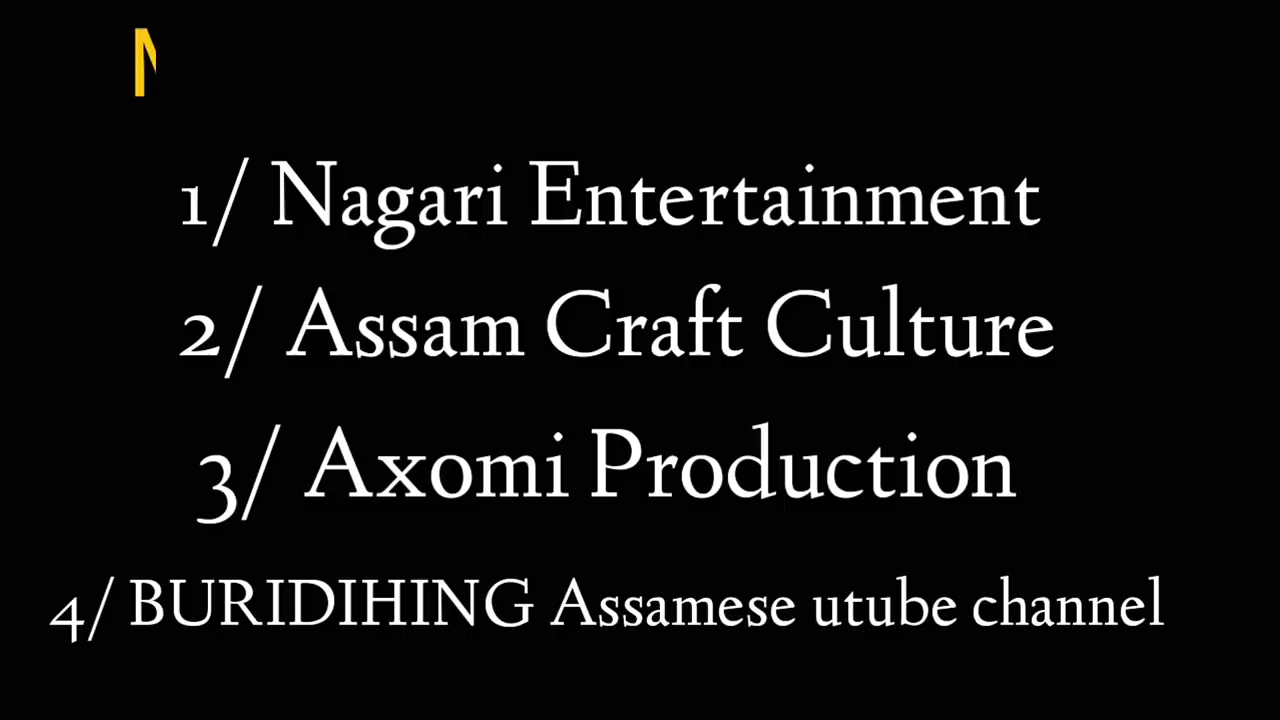 1/ Nagari Entertainment
2/ Assam Craft Culture
3/ Axomi Production
4/ BURIDIHING Assamese utube channel